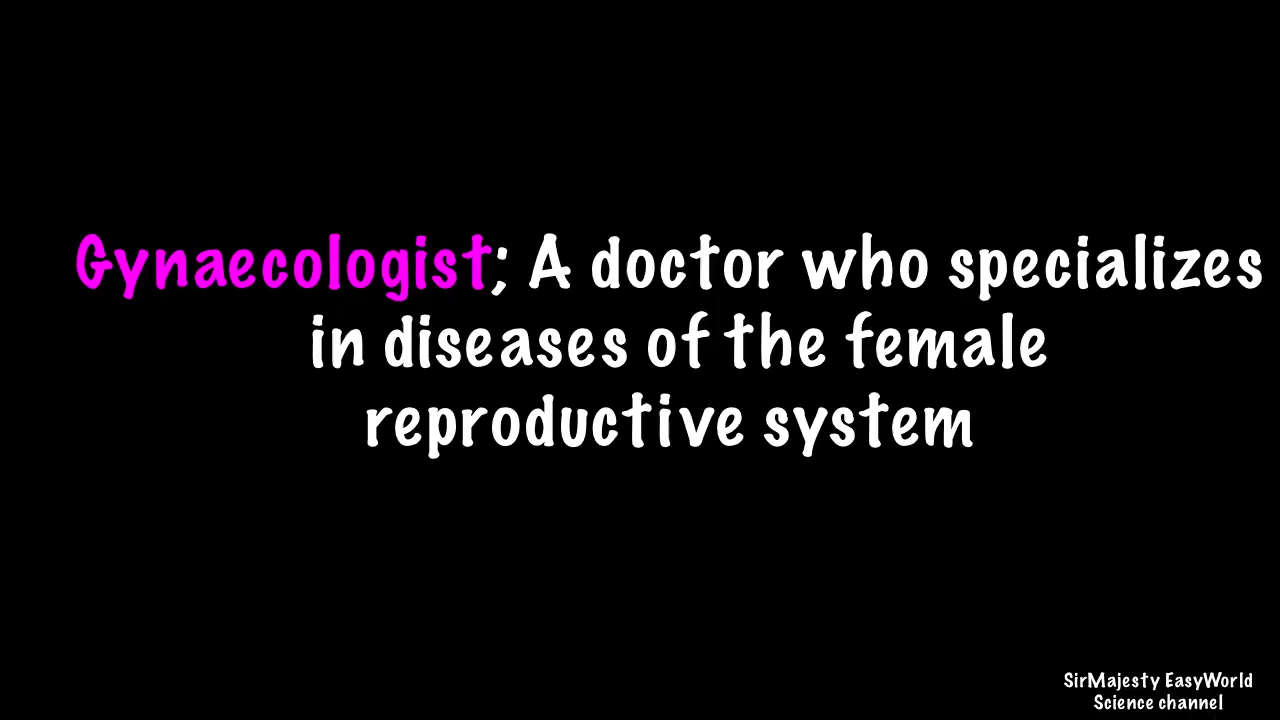 Gynaecologist; A doctor who specializes
in diseases of the female
reproductive system
SirMajesty EasyWorld
Science channel